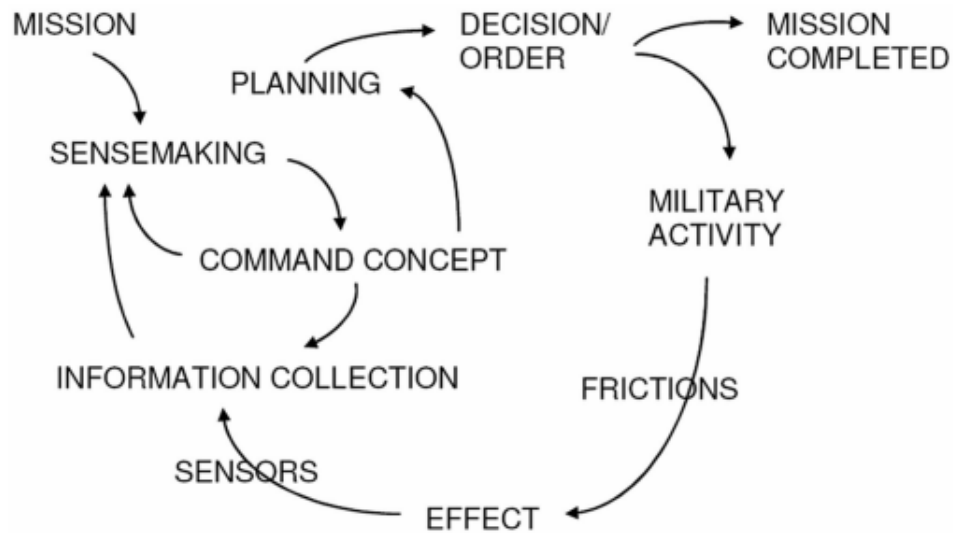 MISSION
DECISION/
ORDER
MISSION
COMPLETED
PLANNING
SENSEMAKING
MILITARY
ACTIVITY
COMMAND CONCEPT
INFORMATION COLLECTION
FRICTIONS
SENSORS
EFFECT